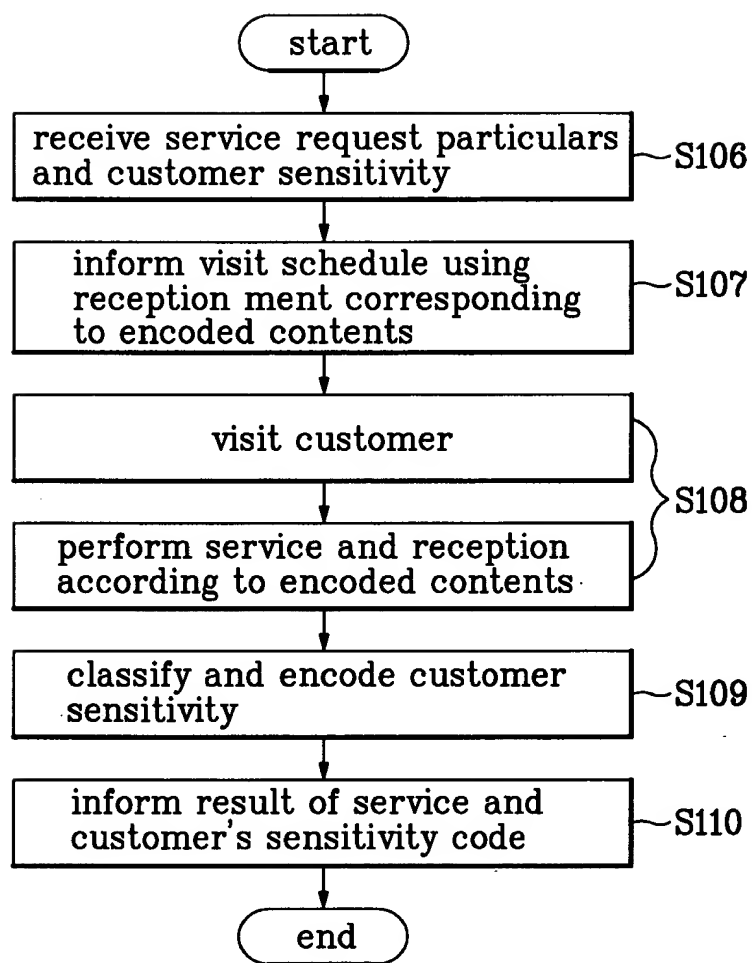 start
receive service request particulars
and customer sensitivity
S106
inform visit schedule using
reception ment corresponding
to encoded contents
S107
visit customer
S108
perform service and reception
according to encoded contents
classify and encode customer
sensitivity
S109
inform result of service and
customer's sensitivity code
S110
end